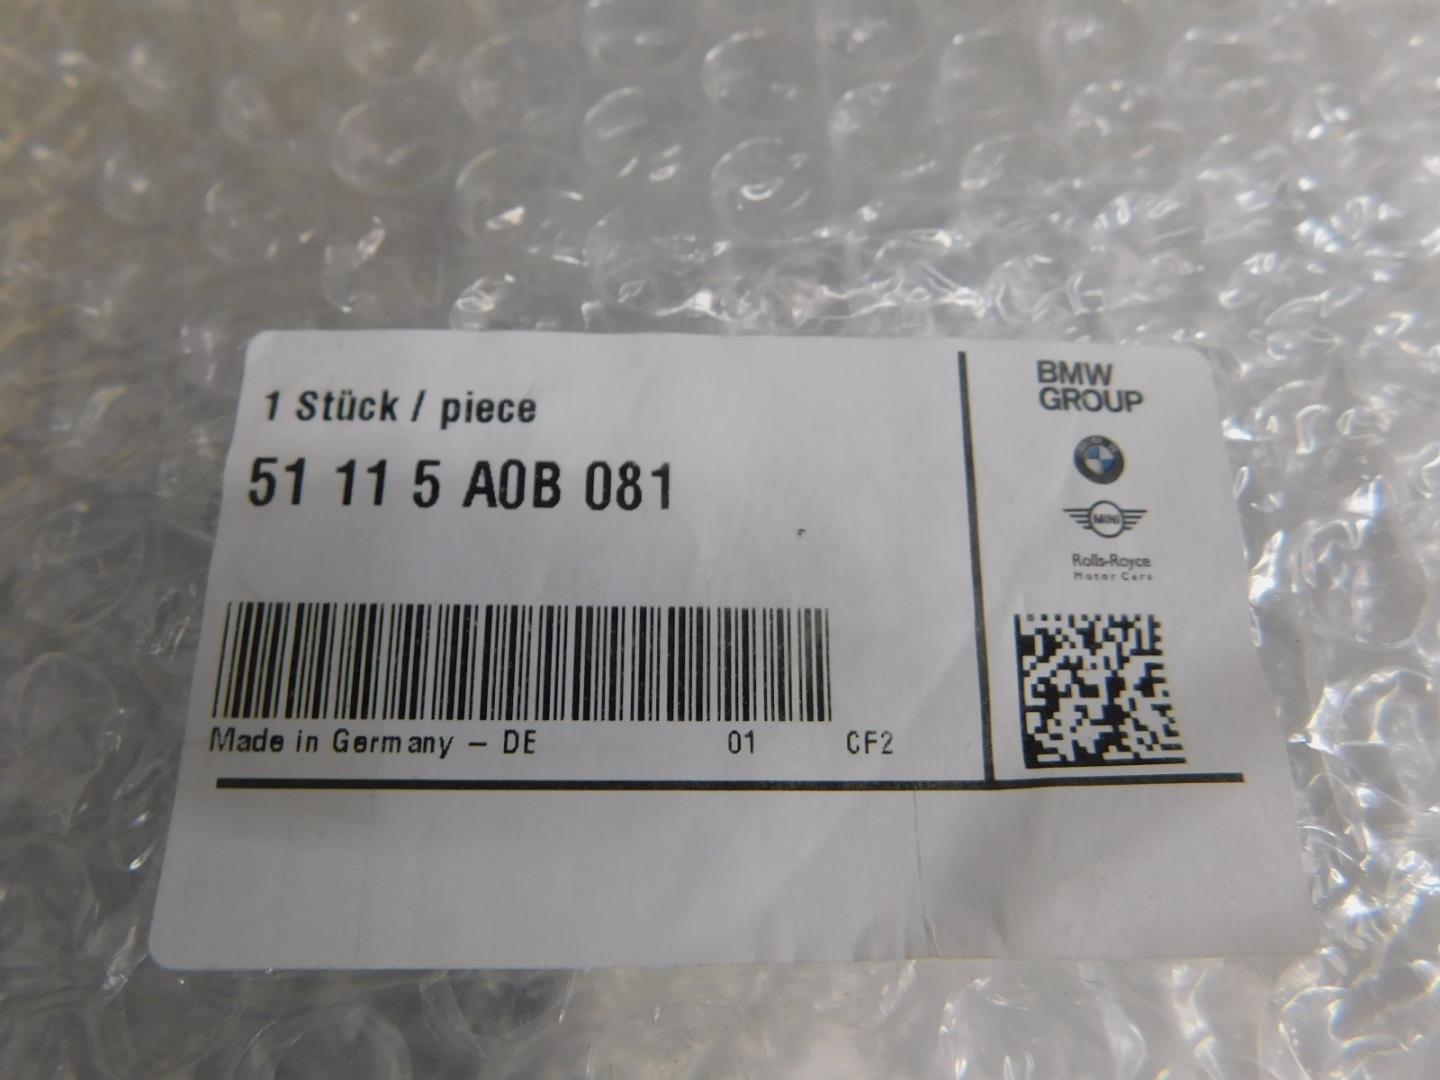 1 Stück / piece
51 11 5 A0B 081
Made in Germany – DE 01 CF2
BMW
GROUP
MINI
Rolls-Royce
Motor Cars